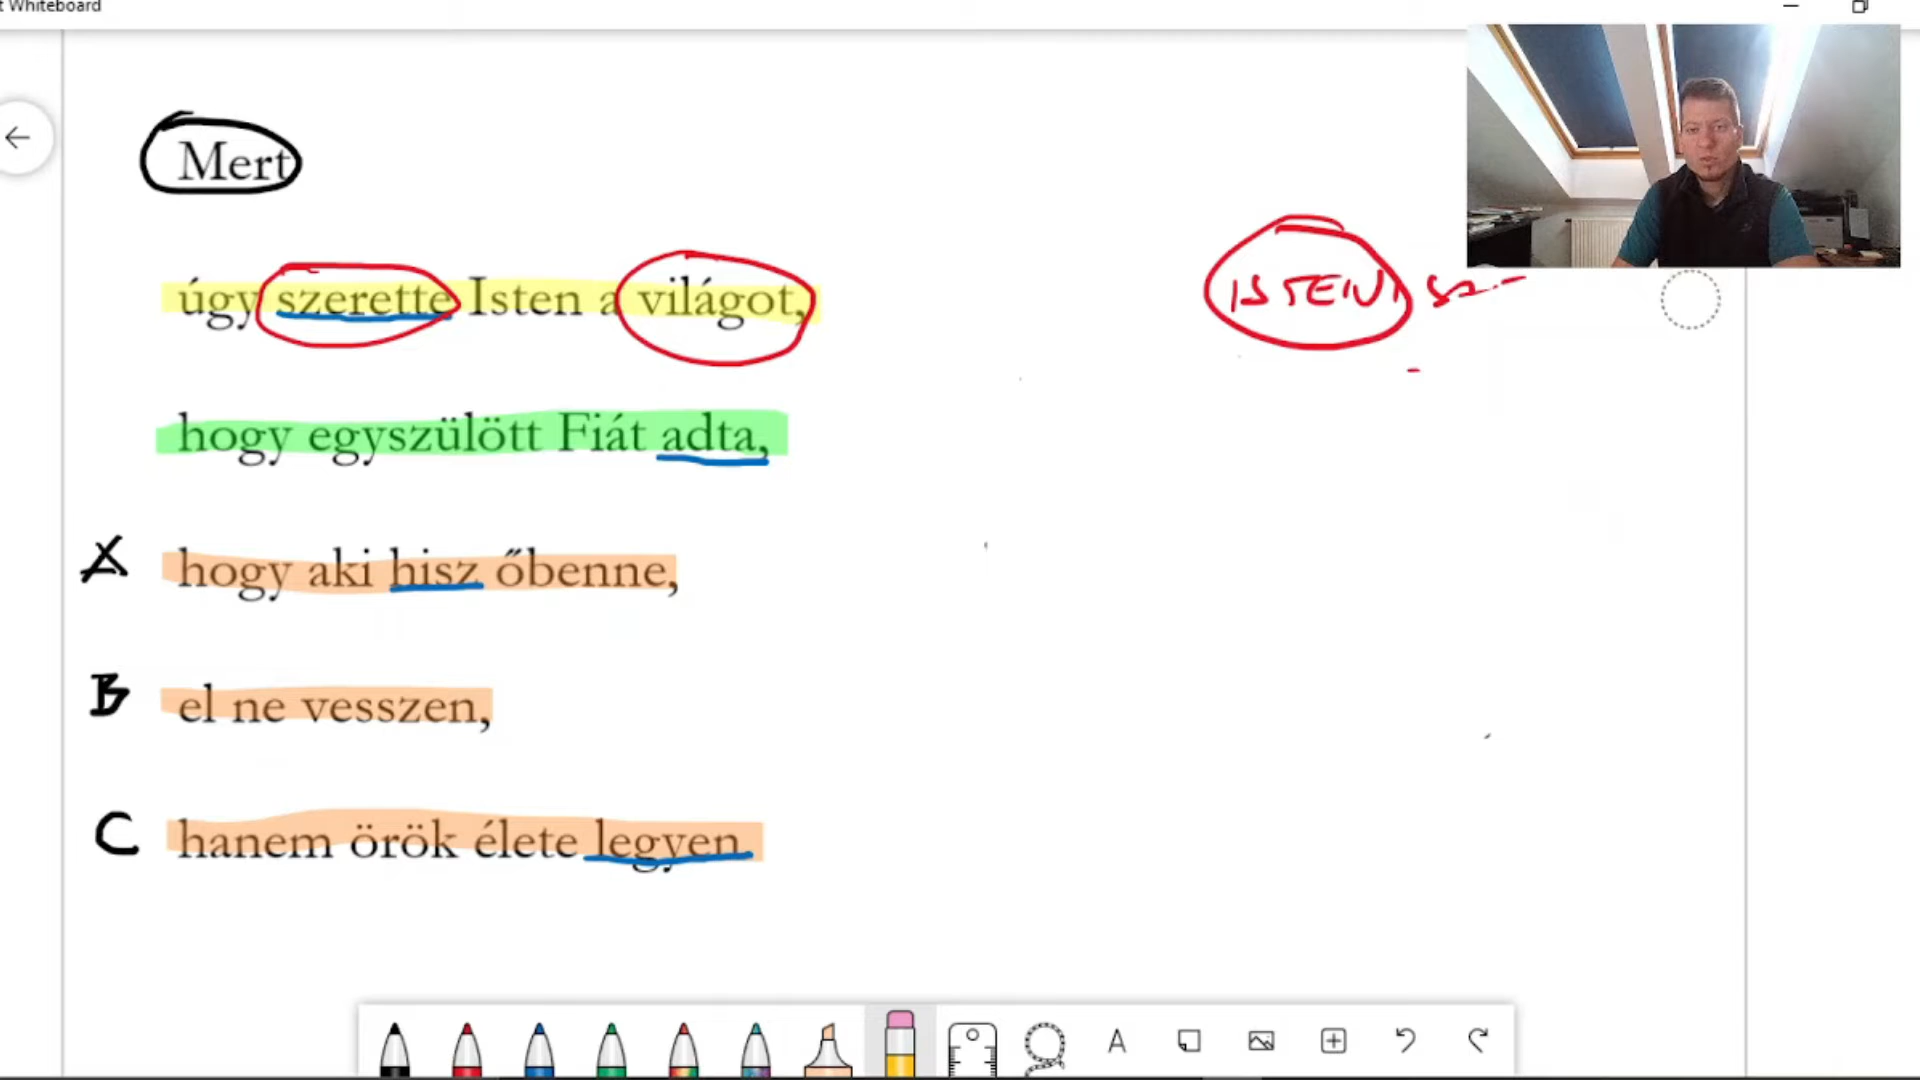 t Whiteboard
Mert
úgy szerette Isten a világot,
ISTEN sz...
hogy egyszülött Fiát adta,
A hogy aki hisz őbenne,
B el ne vesszen,
C hanem örök élete legyen.
A